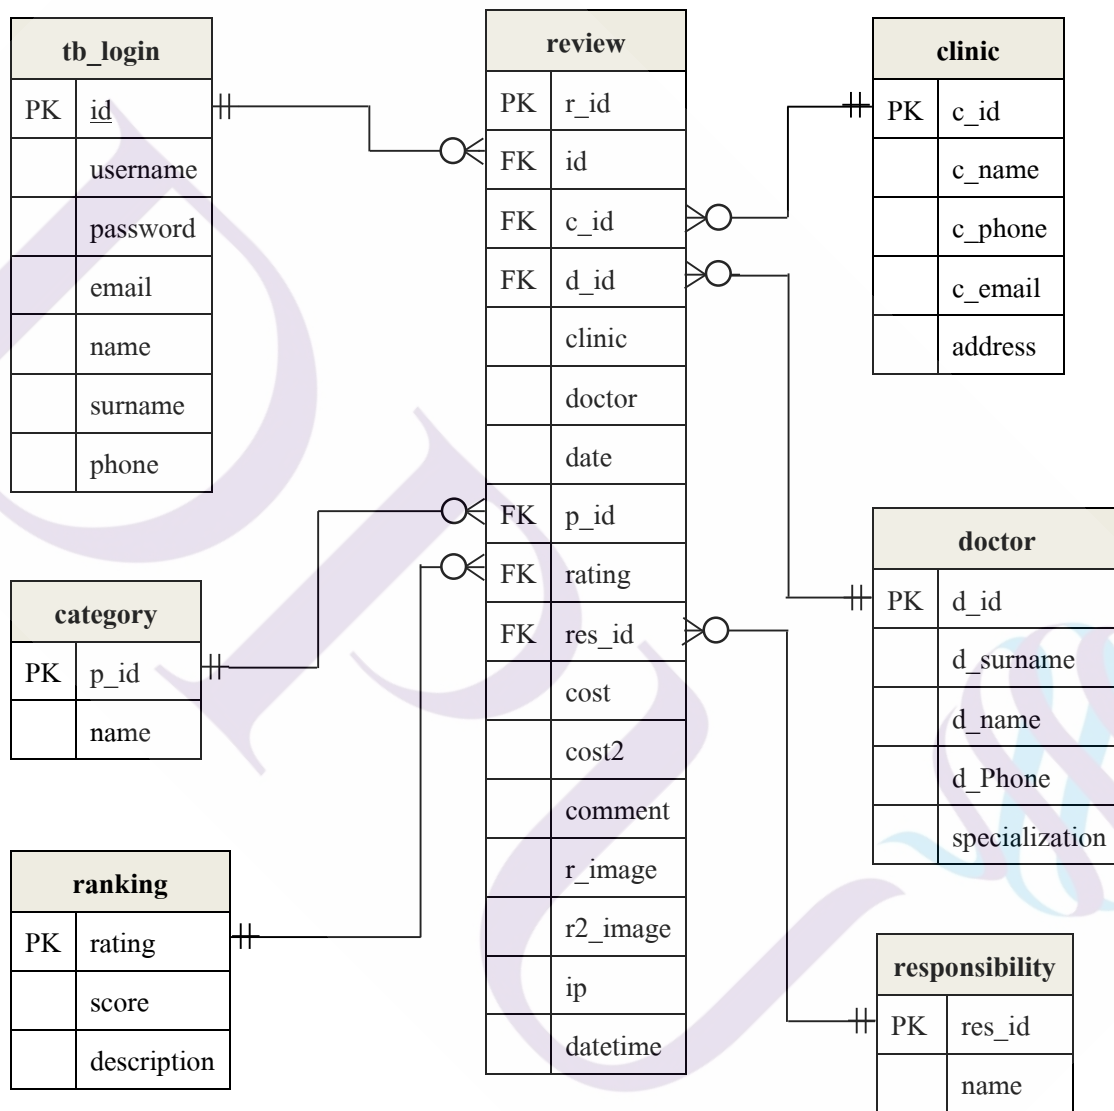 tb_login
PK id
username
password
email
name
surname
phone
category
PK p_id
name
ranking
PK rating
score
description
review
PK r_id
FK id
FK c_id
FK d_id
clinic
doctor
date
FK p_id
FK rating
FK res_id
cost
cost2
comment
r_image
r2_image
ip
datetime
clinic
PK c_id
c_name
c_phone
c_email
address
doctor
PK d_id
d_surname
d_name
d_Phone
specialization
responsibility
PK res_id
name